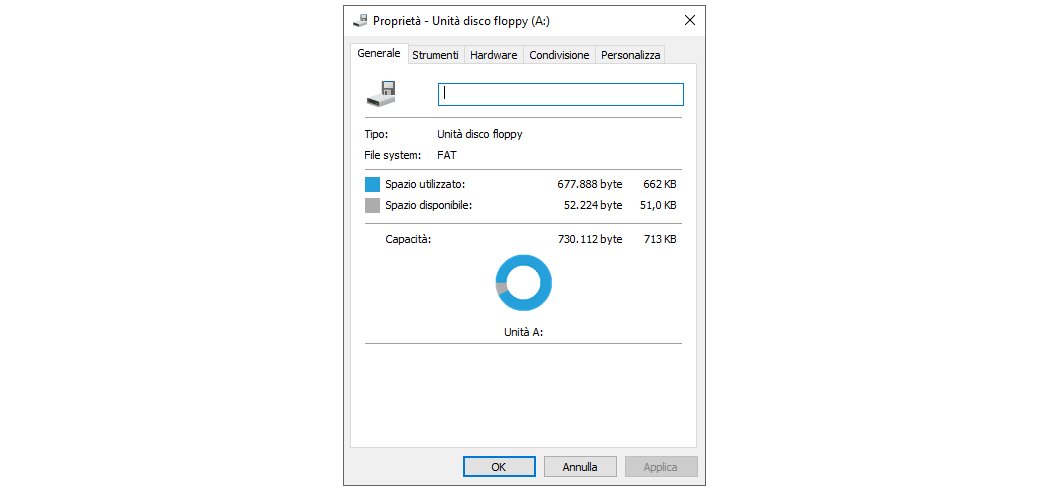 Proprietà - Unità disco floppy (A:)
Generale Strumenti Hardware Condivisione Personalizza
Tipo: Unità disco floppy
File system: FAT
Spazio utilizzato: 677.888 byte 662 KB
Spazio disponibile: 52.224 byte 51,0 KB
Capacità: 730.112 byte 713 KB
Unità A:
OK Annulla Applica